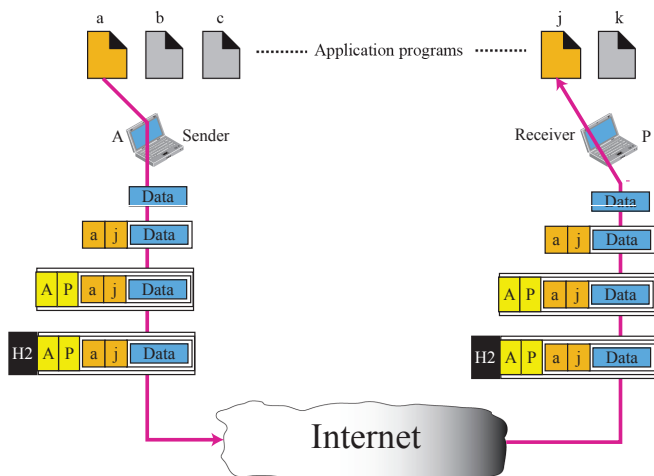 a b c Application programs j k
A Sender Receiver P
Data Data
a j Data a j Data
A P a j Data A P a j Data
H2 A P a j Data H2 A P a j Data
Internet